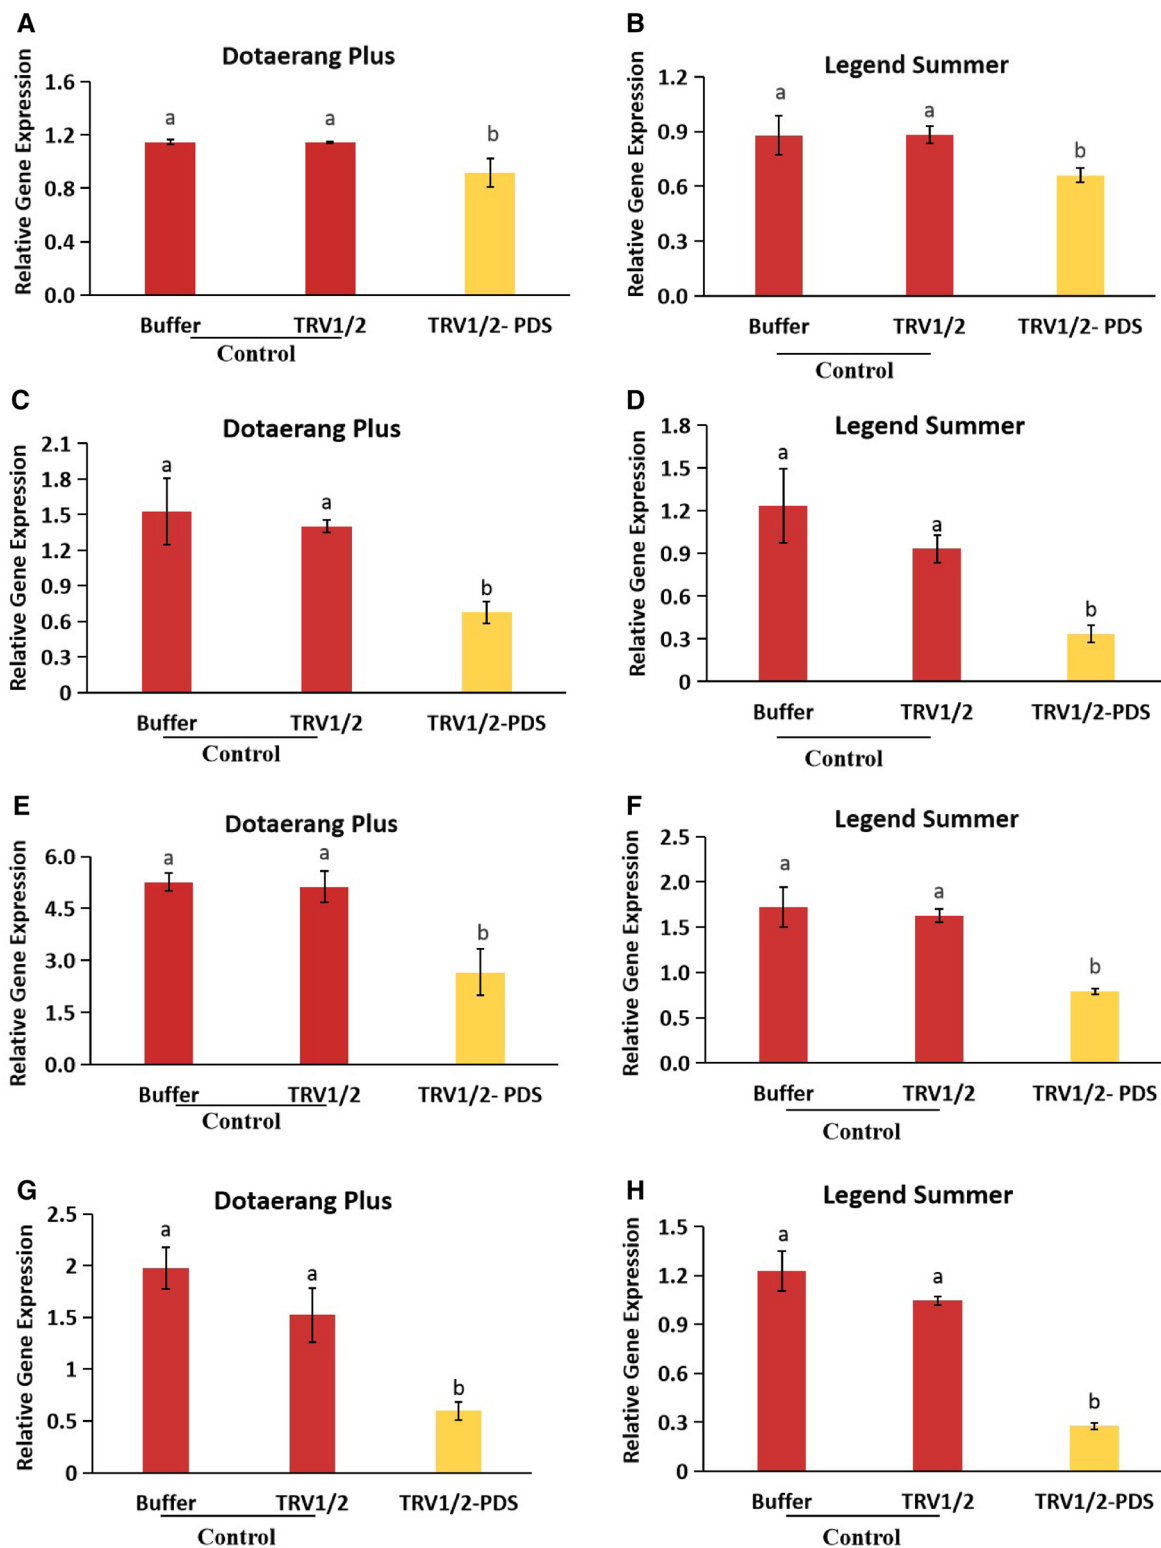 A
Dotaerang Plus
Relative Gene Expression
1.6
1.2
0.8
0.4
0.0
a
a
b
Buffer TRV1/2 TRV1/2- PDS
Control
B
Legend Summer
Relative Gene Expression
1.2
0.9
0.6
0.3
0.0
a
a
b
Buffer TRV1/2 TRV1/2- PDS
Control
C
Dotaerang Plus
Relative Gene Expression
2.1
1.8
1.5
1.2
0.9
0.6
0.3
0
a
a
b
Buffer TRV1/2 TRV1/2-PDS
Control
D
Legend Summer
Relative Gene Expression
1.8
1.5
1.2
0.9
0.6
0.3
0
a
a
b
Buffer TRV1/2 TRV1/2-PDS
Control
E
Dotaerang Plus
Relative Gene Expression
6.0
4.5
3.0
1.5
0.0
a
a
b
Buffer TRV1/2 TRV1/2- PDS
Control
F
Legend Summer
Relative Gene Expression
2.5
2.0
1.5
1.0
0.5
0.0
a
a
b
Buffer TRV1/2 TRV1/2- PDS
Control
G
Dotaerang Plus
Relative Gene Expression
2.5
2
1.5
1
0.5
0
a
a
b
Buffer TRV1/2 TRV1/2-PDS
Control
H
Legend Summer
Relative Gene Expression
1.5
1.2
0.9
0.6
0.3
0
a
a
b
Buffer TRV1/2 TRV1/2-PDS
Control